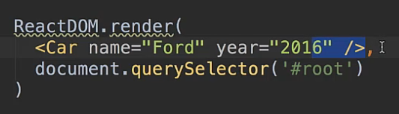 ReactDOM.render(
  <Car name="Ford" year="2016" />,
  document.querySelector('#root')
)